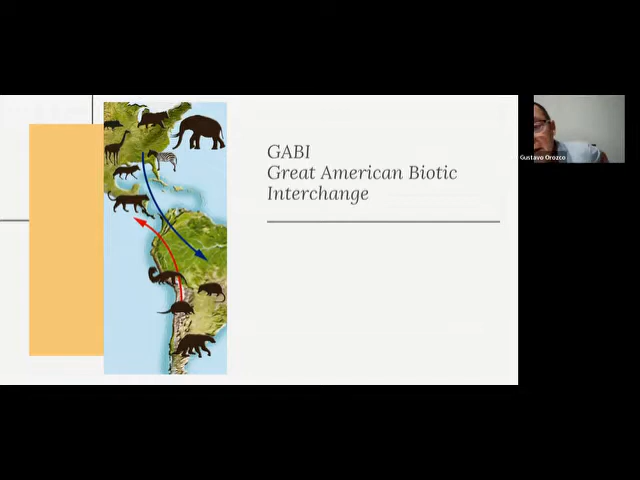 GABI
Great American Biotic
Interchange
Gustavo Orozco